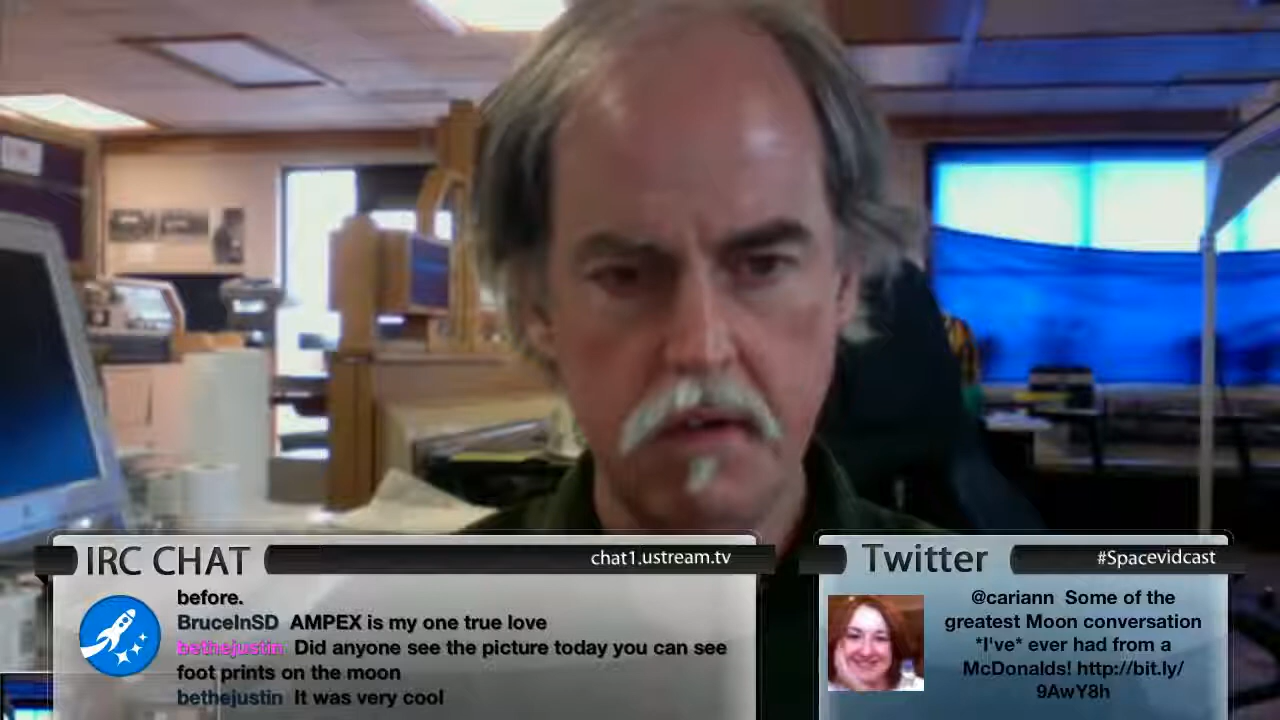 IRC CHAT
chat1.ustream.tv
before.
BruceInSD AMPEX is my one true love
bethejustin Did anyone see the picture today you can see
foot prints on the moon
bethejustin It was very cool
Twitter
#Spacevidcast
@cariann Some of the
greatest Moon conversation
*I've* ever had from a
McDonalds! http://bit.ly/
9AwY8h